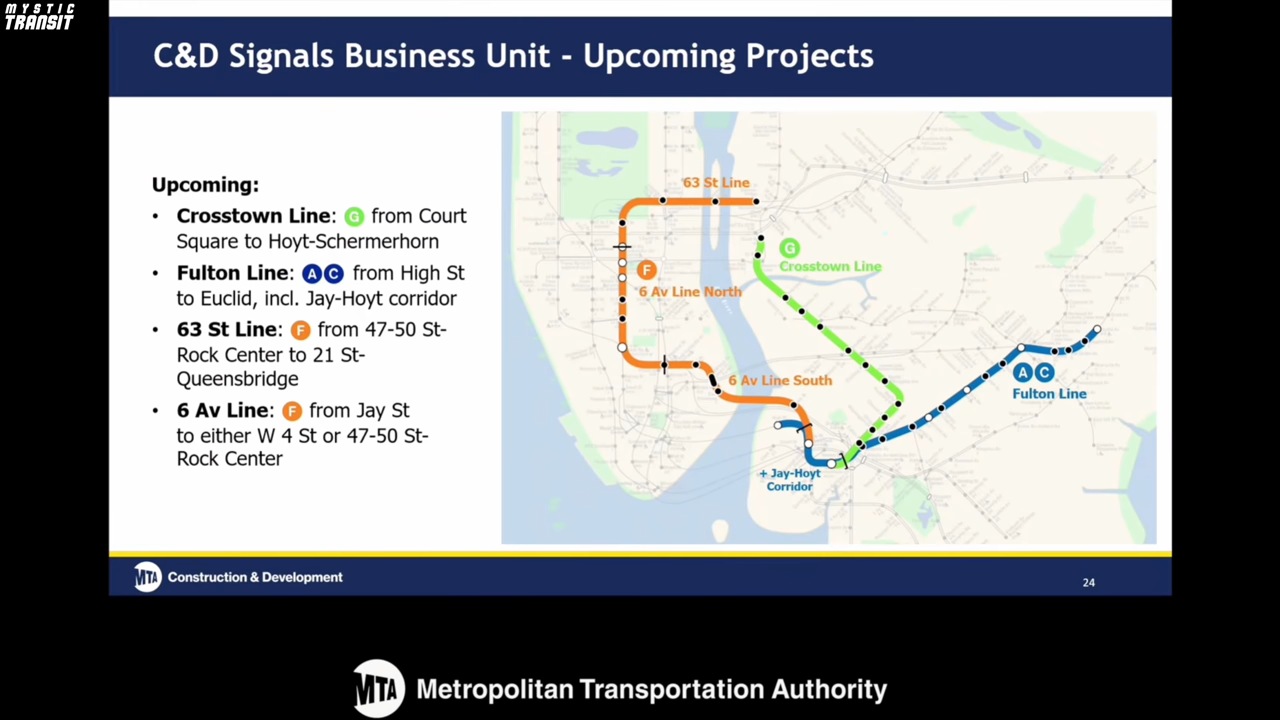 MYSTIC
TRANSIT
C&D Signals Business Unit - Upcoming Projects
Upcoming:
• Crosstown Line: G from Court
Square to Hoyt-Schermerhorn
• Fulton Line: A C from High St
to Euclid, incl. Jay-Hoyt corridor
• 63 St Line: F from 47-50 St-
Rock Center to 21 St-
Queensbridge
• 6 Av Line: F from Jay St
to either W 4 St or 47-50 St-
Rock Center
63 St Line
G
Crosstown Line
F
6 Av Line North
6 Av Line South
A C
Fulton Line
+ Jay-Hoyt
Corridor
MTA Construction & Development
24
MTA Metropolitan Transportation Authority